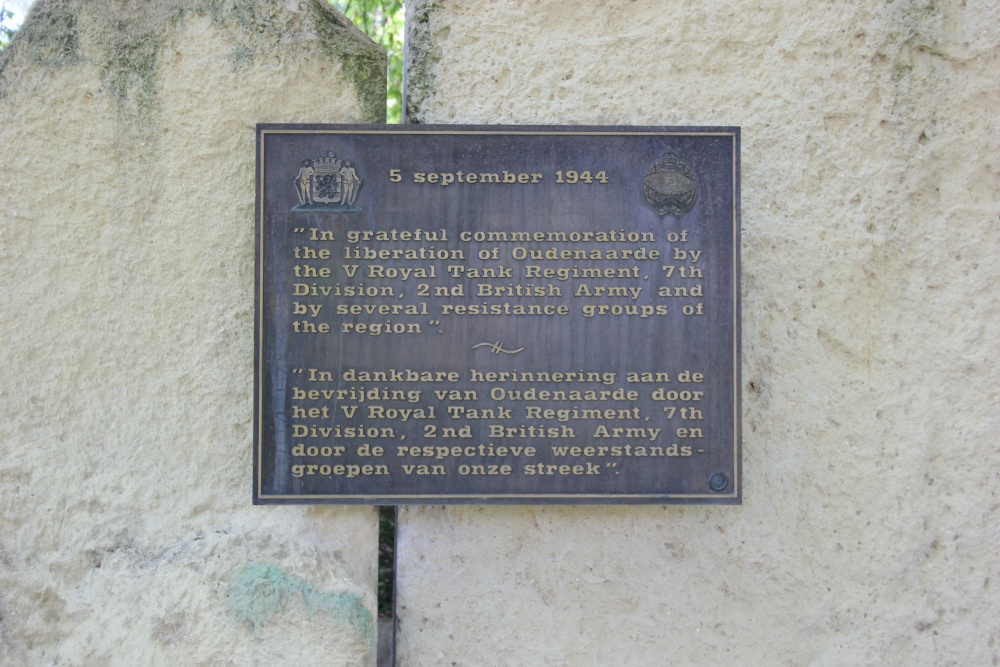 5 september 1944
"In grateful commemoration of
the liberation of Oudenaarde by
the V Royal Tank Regiment, 7th
Division, 2nd British Army and
by several resistance groups of
the region".
"In dankbare herinnering aan de
bevrijding van Oudenaarde door
het V Royal Tank Regiment, 7th
Division, 2nd British Army en
door de respectieve weerstands-
groepen van onze streek".